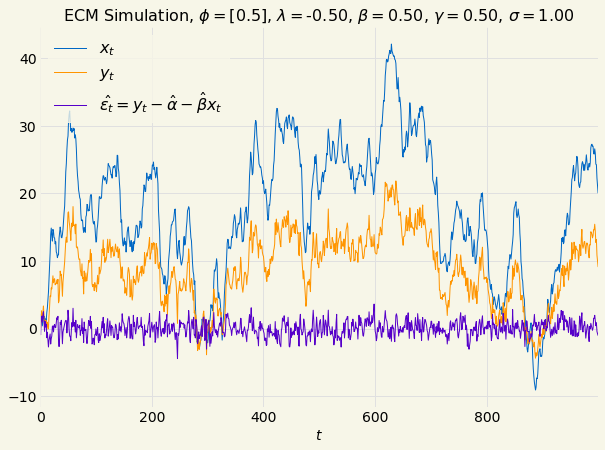 ECM Simulation, ϕ = [0.5], λ = -0.50, β = 0.50, γ = 0.50, σ = 1.00
x_t
y_t
ε̂_t = y_t − α̂ − β̂x_t
40
30
20
10
0
−10
0 200 400 600 800
t